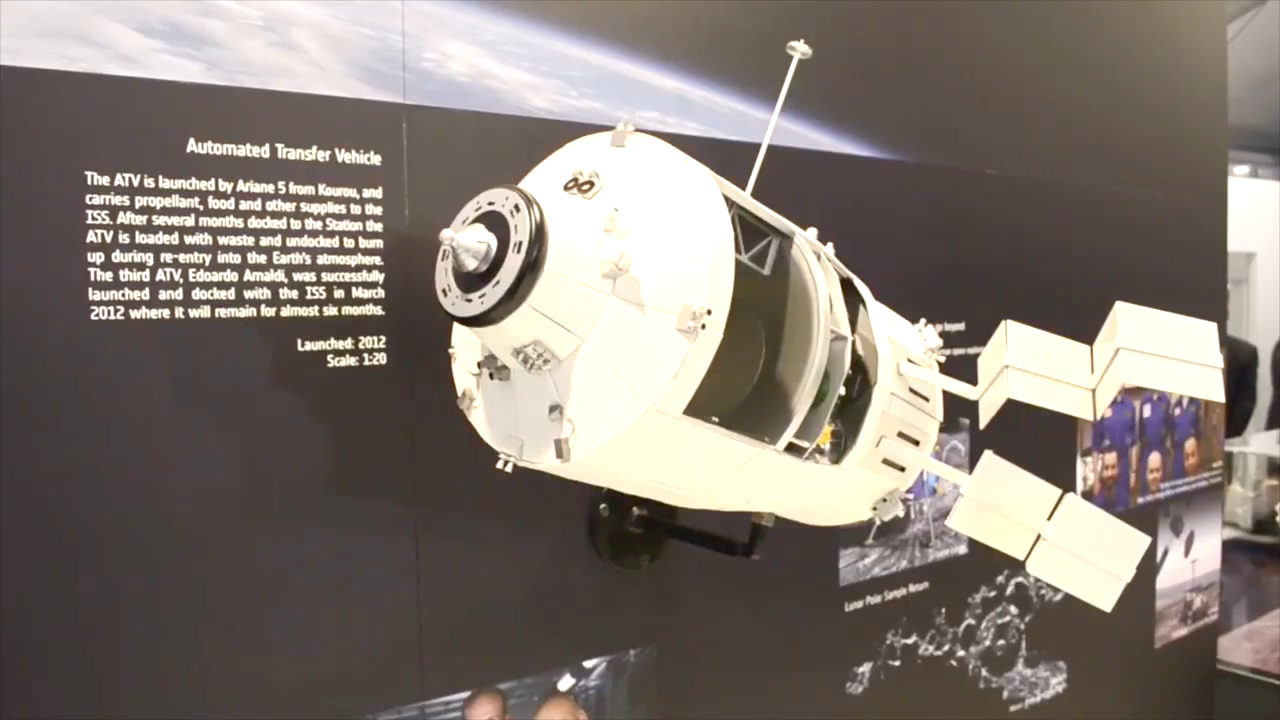 Automated Transfer Vehicle
The ATV is launched by Ariane 5 from Kourou, and
carries propellant, food and other supplies to the
ISS. After several months docked to the Station the
ATV is loaded with waste and undocked to burn
up during re-entry into the Earth's atmosphere.
The third ATV, Edoardo Amaldi, was successfully
launched and docked with the ISS in March
2012 where it will remain for almost six months.
Launched: 2012
Scale: 1:20
beyond
Lunar Polar Sample Return